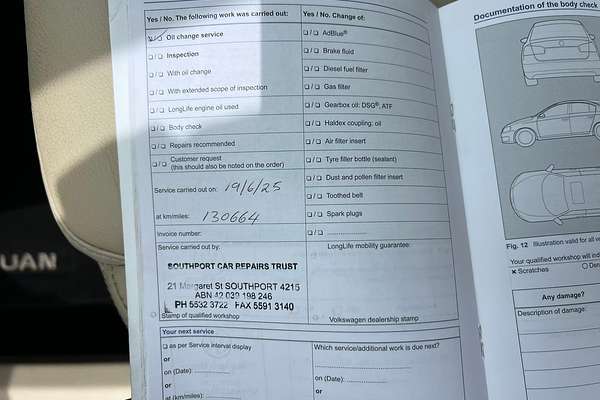 Yes / No. The following work was carried out:
☑ / ❏ Oil change service
❏ / ❏ Inspection
❏ / ❏ With oil change
❏ / ❏ With extended scope of inspection
❏ / ❏ LongLife engine oil used
❏ / ❏ Body check
❏ / ❏ Repairs recommended
❏ / ❏ Customer request
(this should also be noted on the order)
Service carried out on: 19/6/25
at km/miles: 130664
Invoice number:
Service carried out by:
SOUTHPORT CAR REPAIRS TRUST
21 Margaret St SOUTHPORT 4215
ABN 42 032 198 246
PH 5532 3722 FAX 5591 3140
Stamp of qualified workshop
Yes / No. Change of:
❏ / ❏ AdBlue®
❏ / ❏ Brake fluid
❏ / ❏ Diesel fuel filter
❏ / ❏ Gas filter
❏ / ❏ Gearbox oil: DSG®, ATF
❏ / ❏ Haldex coupling: oil
❏ / ❏ Air filter insert
❏ / ❏ Tyre filler bottle (sealant)
❏ / ❏ Dust and pollen filter insert
❏ / ❏ Toothed belt
❏ / ❏ Spark plugs
❏ / ❏ ................
LongLife mobility guarantee:
Volkswagen dealership stamp
Your next service
❏ as per Service interval display
or
on (Date):
or
at (km/miles):
Which service/additional work is due next?
on (Date):
or
Documentation of the body check
Fig. 12 Illustration valid for all
Your qualified workshop will
× Scratches
Any damage?
Description of damage:
UAN